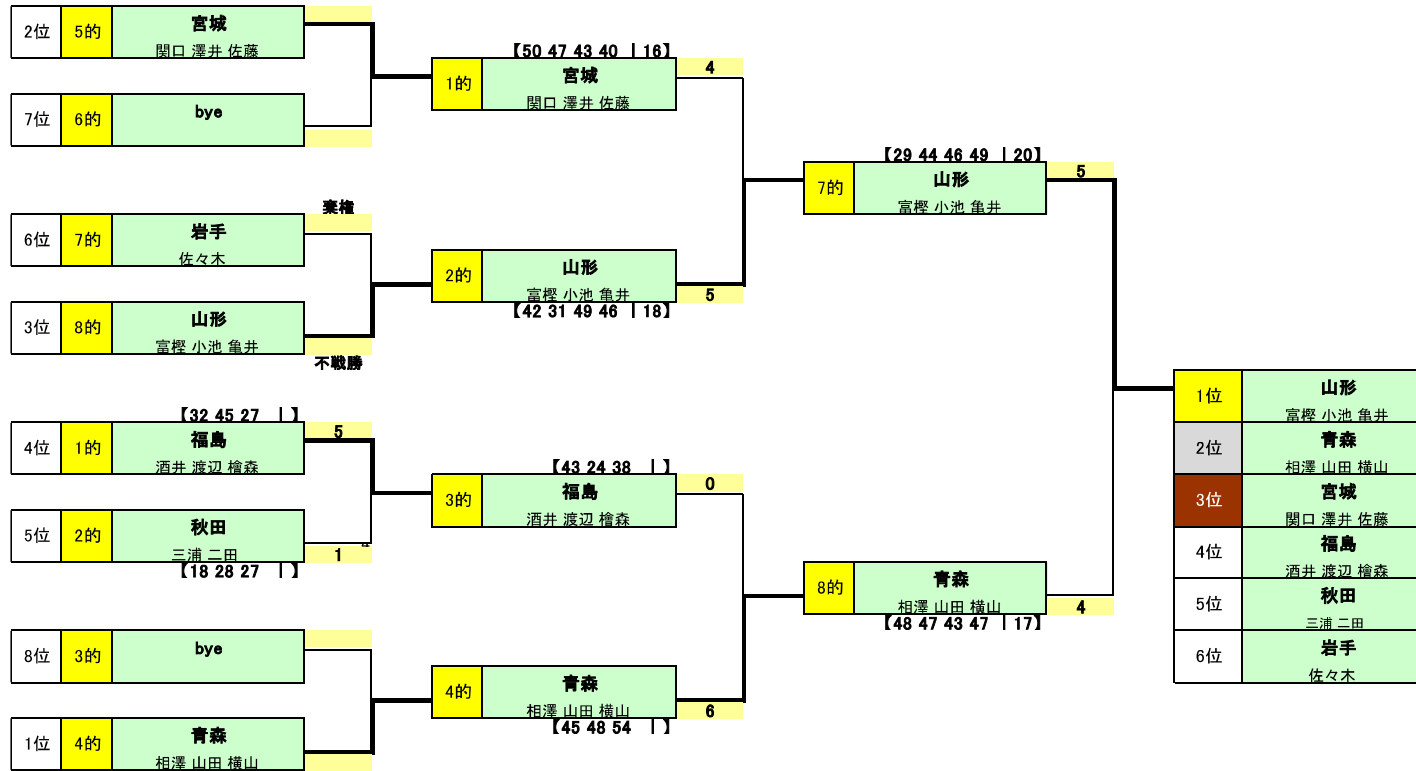 2位 5的 宮城
関口 澤井 佐藤
7位 6的 bye
棄権
6位 7的 岩手
佐々木
3位 8的 山形
富樫 小池 亀井
不戦勝
【32 45 27 | 】
4位 1的 福島 5
酒井 渡辺 檜森
5位 2的 秋田
三浦 二田 1
【18 28 27 | 】
8位 3的 bye
1位 4的 青森
相澤 山田 横山
【50 47 43 40 | 16】
1的 宮城 4
関口 澤井 佐藤
2的 山形
富樫 小池 亀井 5
【42 31 49 46 | 18】
【43 24 38 | 】
3的 福島 0
酒井 渡辺 檜森
4的 青森
相澤 山田 横山 6
【45 48 54 | 】
【29 44 46 49 | 20】
7的 山形 5
富樫 小池 亀井
8的 青森
相澤 山田 横山 4
【48 47 43 47 | 17】
1位 山形
富樫 小池 亀井
2位 青森
相澤 山田 横山
3位 宮城
関口 澤井 佐藤
4位 福島
酒井 渡辺 檜森
5位 秋田
三浦 二田
6位 岩手
佐々木